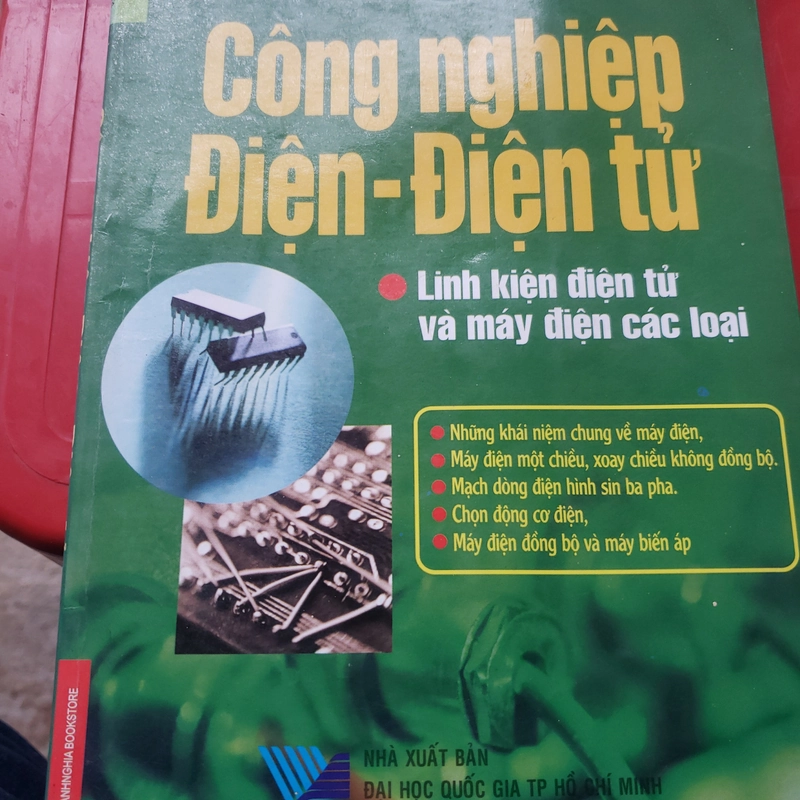 Công nghiệp
Điện-Điện tử
Linh kiện điện tử
và máy điện các loại
Những khái niệm chung về máy điện,
Máy điện một chiều, xoay chiều không đồng bộ.
Mạch dòng điện hình sin ba pha.
Chọn động cơ điện,
Máy điện đồng bộ và máy biến áp
ANHNGHIA BOOKSTORE
NHÀ XUẤT BẢN
ĐẠI HỌC QUỐC GIA TP HỒ CHÍ MINH